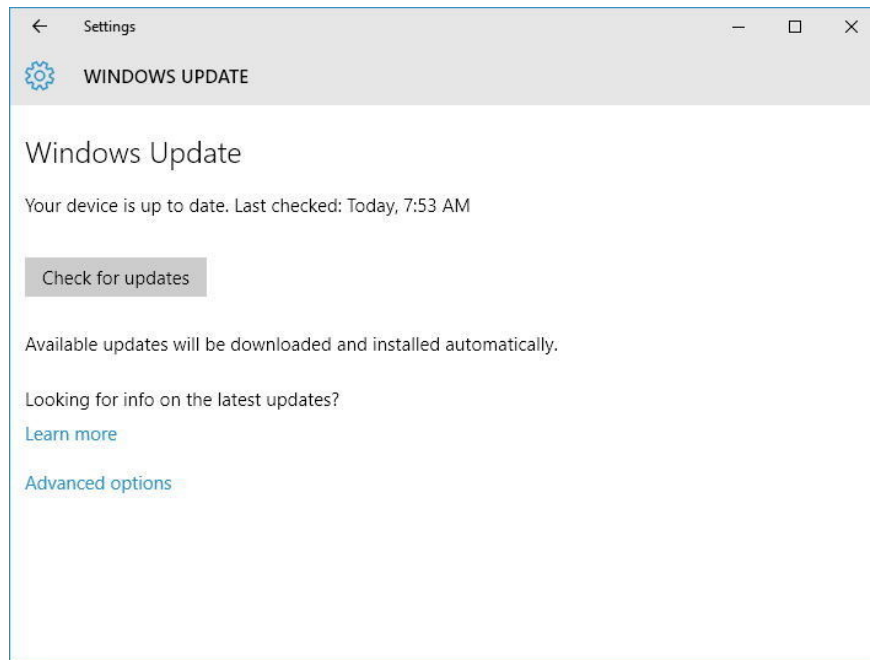 Settings
WINDOWS UPDATE
Windows Update
Your device is up to date. Last checked: Today, 7:53 AM
Check for updates
Available updates will be downloaded and installed automatically.
Looking for info on the latest updates?
Learn more
Advanced options